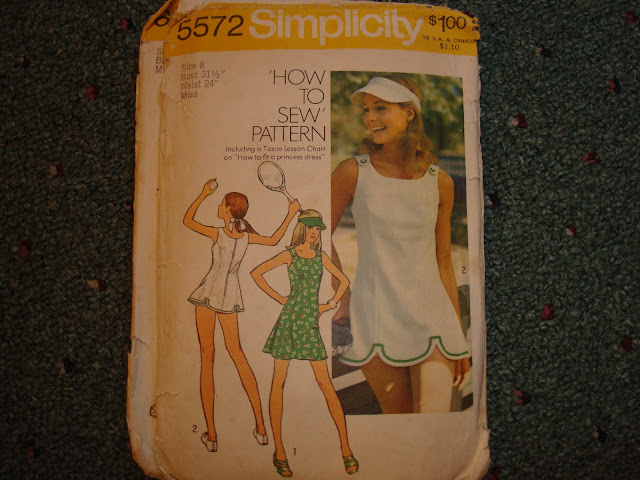 5572 Simplicity $1.00
IN S.A. & CANADA
$1.10
Size 8
Bust 31½"
Waist 24"
Miss
'HOW
TO
SEW'
PATTERN
Including a Tissue Lesson Chart
on "How to fit a princess dress"
2
2
1